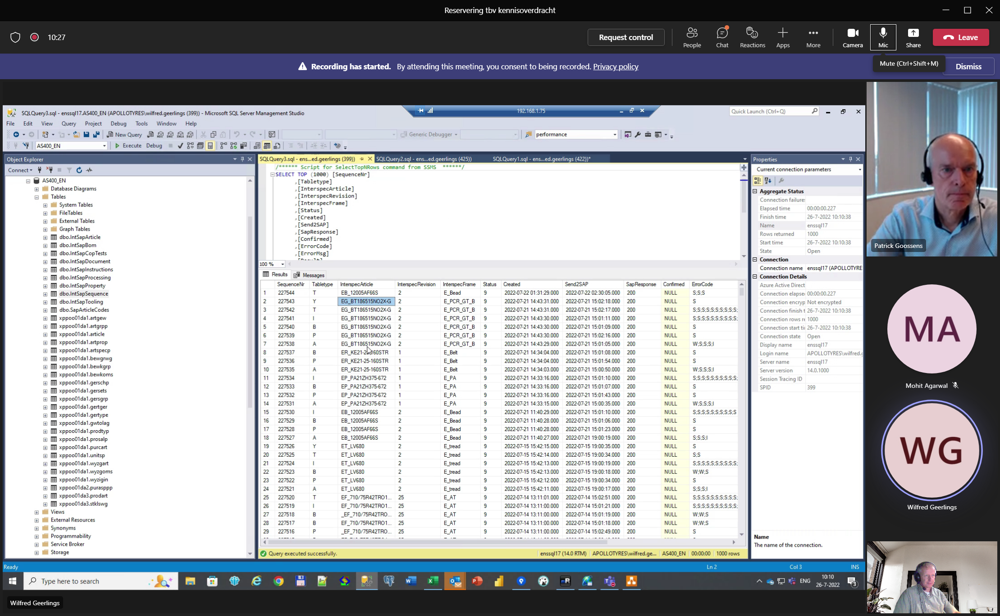 Reservering tbv kennisoverdracht
10:27
Request control
People
Chat
Reactions
Apps
More
Camera
Mic
Share
Leave
Recording has started. By attending this meeting, you consent to being recorded. Privacy policy
Mute (Ctrl+Shift+M)
Dismiss
SQLQuery3.sql - enssql17.AS400_EN (APOLLOTYRES\wilfred.geerlings (399)) - Microsoft SQL Server Management Studio
192.168.1.75
Quick Launch (Ctrl+Q)
File Edit View Query Project Debug Tools Window Help
New Query
Generic Debugger
performance
AS400_EN
Execute Debug
Object Explorer
Connect
AS400_EN
Database Diagrams
Tables
System Tables
FileTables
External Tables
Graph Tables
dbo.IntSapArticle
dbo.IntSapBom
dbo.IntSapCopTests
dbo.IntSapDocument
dbo.IntSapInstructions
dbo.IntSapProcessing
dbo.IntSapProperty
dbo.IntSapSequence
dbo.IntSapTooling
dbo.SapArticleCodes
xppoo01da1.artgew
xppoo01da1.artgrpp
xppoo01da1.article
xppoo01da1.artprop
xppoo01da1.artspecp
xppoo01da1.bewgrwg
xppoo01da1.bewkgrp
xppoo01da1.bewkoms
xppoo01da1.gerschp
xppoo01da1.gersets
xppoo01da1.gersgrp
xppoo01da1.gertger
xppoo01da1.gertype
xppoo01da1.gwtolag
xppoo01da1.prodtyp
xppoo01da1.prosalp
xppoo01da1.purcart
xppoo01da1.unitsp
xppoo01da1.wyzgart
xppoo01da1.wyzgoms
xppoo01da1.wyzigin
xppoo01da2.purasppp
xppoo01da3.prodart
xppoo01da3.stklswg
Views
External Resources
Synonyms
Programmability
Service Broker
Storage
SQLQuery3.sql - ens...ed.geerlings (399))
SQLQuery2.sql - ens...ed.geerlings (425))
SQLQuery1.sql - ens...ed.geerlings (422))*
/****** Script for SelectTopNRows command from SSMS ******/
SELECT TOP (1000) [SequenceNr]
,[Tabletype]
,[InterspecArticle]
,[InterspecRevision]
,[InterspecFrame]
,[Status]
,[Created]
,[Send2SAP]
,[SapResponse]
,[Confirmed]
,[ErrorCode]
,[ErrorMsg]
100 %
Results Messages
SequenceNr Tabletype InterspecArticle InterspecRevision InterspecFrame Status Created Send2SAP SapResponse Confirmed ErrorCode
1 227544 T EB_12005AF66S 2 E_Bead 9 2022-07-22 01:31:29.000 2022-07-22 02:30:05.000 200 NULL S;S;S
2 227543 Y EG_BT186515NO2X-G 2 E_PCR_GT_B 9 2022-07-21 14:43:31.000 2022-07-21 15:02:18.000 200 NULL S
3 227542 T EG_BT186515NO2X-G 2 E_PCR_GT_B 9 2022-07-21 14:43:31.000 2022-07-21 15:02:17.000 200 NULL S;S;S;S;S;S;S;S;S;S;
4 227541 I EG_BT186515NO2X-G 2 E_PCR_GT_B 9 2022-07-21 14:43:30.000 2022-07-21 15:01:11.000 200 NULL S;S;S;S;S;S;S;S;S;S;
5 227540 B EG_BT186515NO2X-G 2 E_PCR_GT_B 9 2022-07-21 14:43:30.000 2022-07-21 15:01:09.000 200 NULL S
6 227539 P EG_BT186515NO2X-G 2 E_PCR_GT_B 9 2022-07-21 14:43:30.000 2022-07-21 15:02:16.000 200 NULL S
7 227538 A EG_BT186515NO2X-G 2 E_PCR_GT_B 9 2022-07-21 14:43:29.000 2022-07-21 15:01:05.000 200 NULL W;S;S;S;I
8 227537 B ER_KE21-25-160STR 1 E_Belt 9 2022-07-21 14:34:04.000 2022-07-21 15:01:08.000 200 NULL S
9 227536 P ER_KE21-25-160STR 1 E_Belt 9 2022-07-21 14:34:04.000 2022-07-21 15:01:54.000 200 NULL S
10 227535 A ER_KE21-25-160STR 1 E_Belt 9 2022-07-21 14:34:03.000 2022-07-21 15:00:50.000 200 NULL W;S;S;S;I
11 227534 I EP_PA21ZH375-672 1 E_PA 9 2022-07-21 14:33:16.000 2022-07-21 15:01:10.000 200 NULL S;S;S;S;S;S;S;S;S;S;
12 227533 B EP_PA21ZH375-672 1 E_PA 9 2022-07-21 14:33:16.000 2022-07-21 15:01:07.000 200 NULL S
13 227532 P EP_PA21ZH375-672 1 E_PA 9 2022-07-21 14:33:16.000 2022-07-21 15:01:43.000 200 NULL S
14 227531 A EP_PA21ZH375-672 1 E_PA 9 2022-07-21 14:33:15.000 2022-07-21 15:00:35.000 200 NULL W;S;S;S;I
15 227530 I EB_12005AF66S 2 E_Bead 9 2022-07-21 11:40:29.000 2022-07-21 15:01:10.000 200 NULL S;S;S;S;S;S;S;S;S;S
16 227529 B EB_12005AF66S 2 E_Bead 9 2022-07-21 11:40:28.000 2022-07-21 15:01:06.000 200 NULL S
17 227528 P EB_12005AF66S 2 E_Bead 9 2022-07-21 11:40:28.000 2022-07-21 15:01:23.000 200 NULL S
18 227527 A EB_12005AF66S 2 E_Bead 9 2022-07-21 11:40:27.000 2022-07-21 19:00:19.000 200 NULL S;S;S;I
19 227526 Y ET_LV680 2 E_tread 9 2022-07-15 15:42:15.000 2022-07-15 19:00:35.000 200 NULL S
20 227525 T ET_LV680 2 E_tread 9 2022-07-15 15:42:14.000 2022-07-15 19:00:34.000 200 NULL S;S
21 227524 I ET_LV680 2 E_tread 9 2022-07-15 15:42:13.000 2022-07-15 19:00:19.000 200 NULL S;S;S;S;S;S;S;S;S;S;
22 227523 B ET_LV680 2 E_tread 9 2022-07-15 15:42:13.000 2022-07-15 19:00:18.000 200 NULL W;W;S
23 227522 P ET_LV680 2 E_tread 9 2022-07-15 15:42:12.000 2022-07-15 19:00:34.000 200 NULL S
24 227521 A ET_LV680 2 E_tread 9 2022-07-15 15:42:11.000 2022-07-15 19:00:17.000 200 NULL S;S;S;I
25 227520 T EF_710/75R42TRO1... 25 E_AT 9 2022-07-14 13:11:01.000 2022-07-14 15:02:51.000 200 NULL S;S;S;S;S;S;S;S;S;S;
26 227519 I EF_710/75R42TRO1... 25 E_AT 9 2022-07-14 13:11:00.000 2022-07-14 15:01:21.000 200 NULL S;S;S;S;S;S;S;S;S;S;
27 227518 B _EF_710/75R42TRO... 25 E_AT 9 2022-07-14 13:11:00.000 2022-07-14 15:01:19.000 200 NULL W;W;S
28 227517 B EF_710/75R42TRO1... 25 E_AT 9 2022-07-14 13:11:00.000 2022-07-14 15:01:18.000 200 NULL W;W;S
29 227516 P _EF_710/75R42TRO... 25 E_AT 9 2022-07-14 13:11:00.000 2022-07-14 15:02:49.000 200 NULL S
Query executed successfully.
enssql17 (14.0 RTM) APOLLOTYRES\wilfred.ge... AS400_EN 00:00:00 1000 rows
Properties
Current connection parameters
Aggregate Status
Connection failure:
Elapsed time 00:00:00.227
Finish time 26-7-2022 10:10:38
Name enssql17
Rows returned 1000
Start time 26-7-2022 10:10:38
State Open
Connection
Connection name enssql17 (APOLLOTYRE
Connection Details
Azure Active Direct
Connection elapse 00:00:00.227
Connection encryp Not encrypted
Connection finish t 26-7-2022 10:10:38
Connection rows re 1000
Connection start ti 26-7-2022 10:10:38
Connection state Open
Display name enssql17
Login name APOLLOTYRES\wilfred.g
Server name enssql17
Server version 14.0.1000
Session Tracing ID
SPID 399
Name
The name of the connection.
Ready
Ln 2
Col 3
INS
Type here to search
ENG
10:10
26-7-2022
3
Patrick Goossens
MA
Mohit Agarwal
WG
Wilfred Geerlings
Wilfred Geerlings